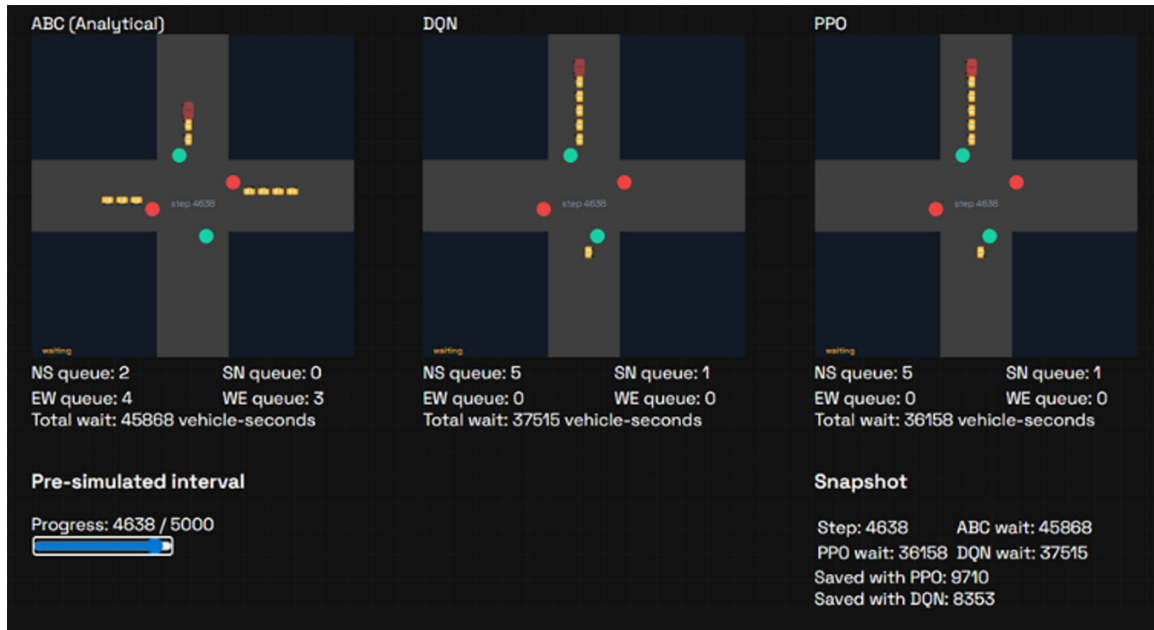 ABC (Analytical) DQN PPO
step 4638 step 4638 step 4638
waiting waiting waiting
NS queue: 2 SN queue: 0 NS queue: 5 SN queue: 1 NS queue: 5 SN queue: 1
EW queue: 4 WE queue: 3 EW queue: 0 WE queue: 0 EW queue: 0 WE queue: 0
Total wait: 45868 vehicle-seconds Total wait: 37515 vehicle-seconds Total wait: 36158 vehicle-seconds
Pre-simulated interval Snapshot
Progress: 4638 / 5000
Step: 4638 ABC wait: 45868
PPO wait: 36158 DQN wait: 37515
Saved with PPO: 9710
Saved with DQN: 8353